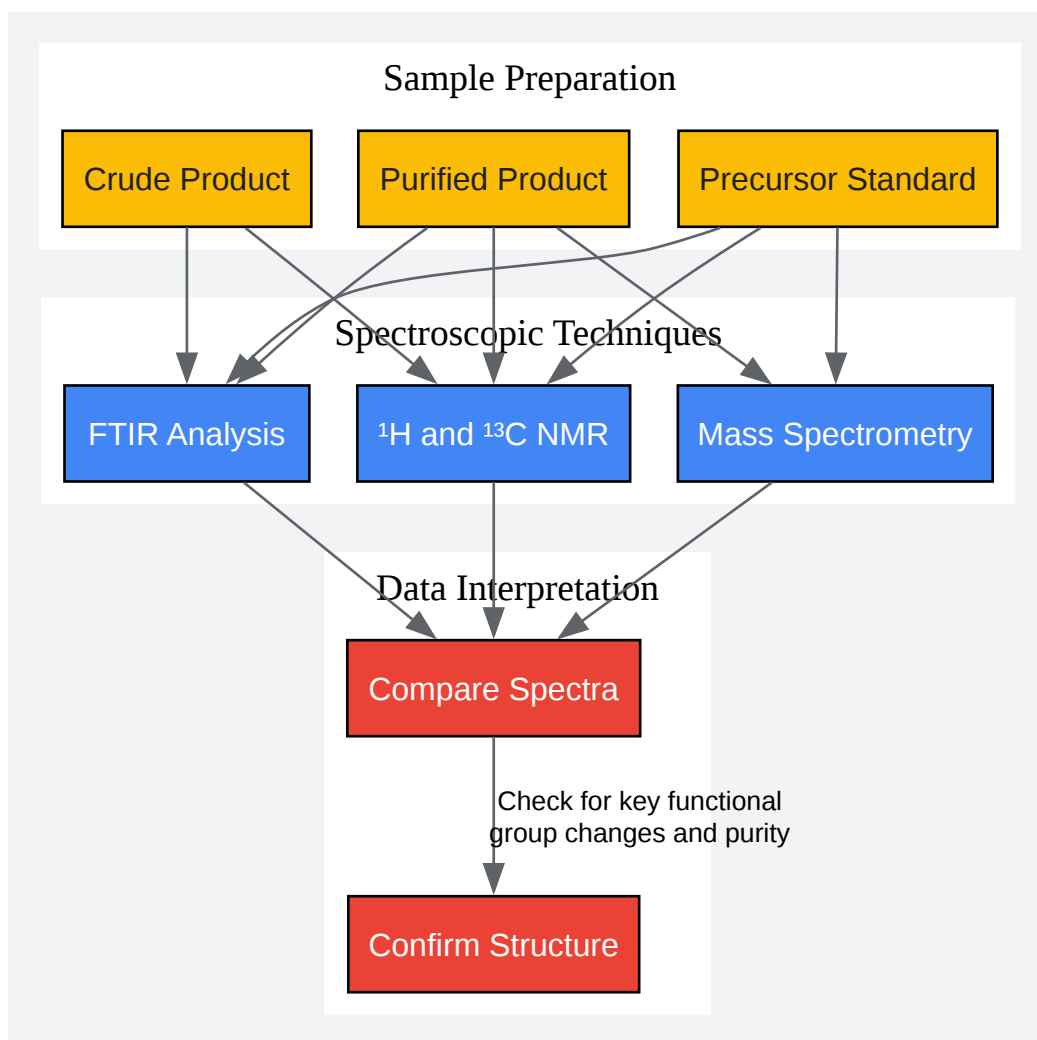 Sample Preparation
Crude Product
Purified Product
Precursor Standard
Spectroscopic Techniques
FTIR Analysis
¹H and ¹³C NMR
Mass Spectrometry
Data Interpretation
Compare Spectra
Check for key functional
group changes and purity
Confirm Structure